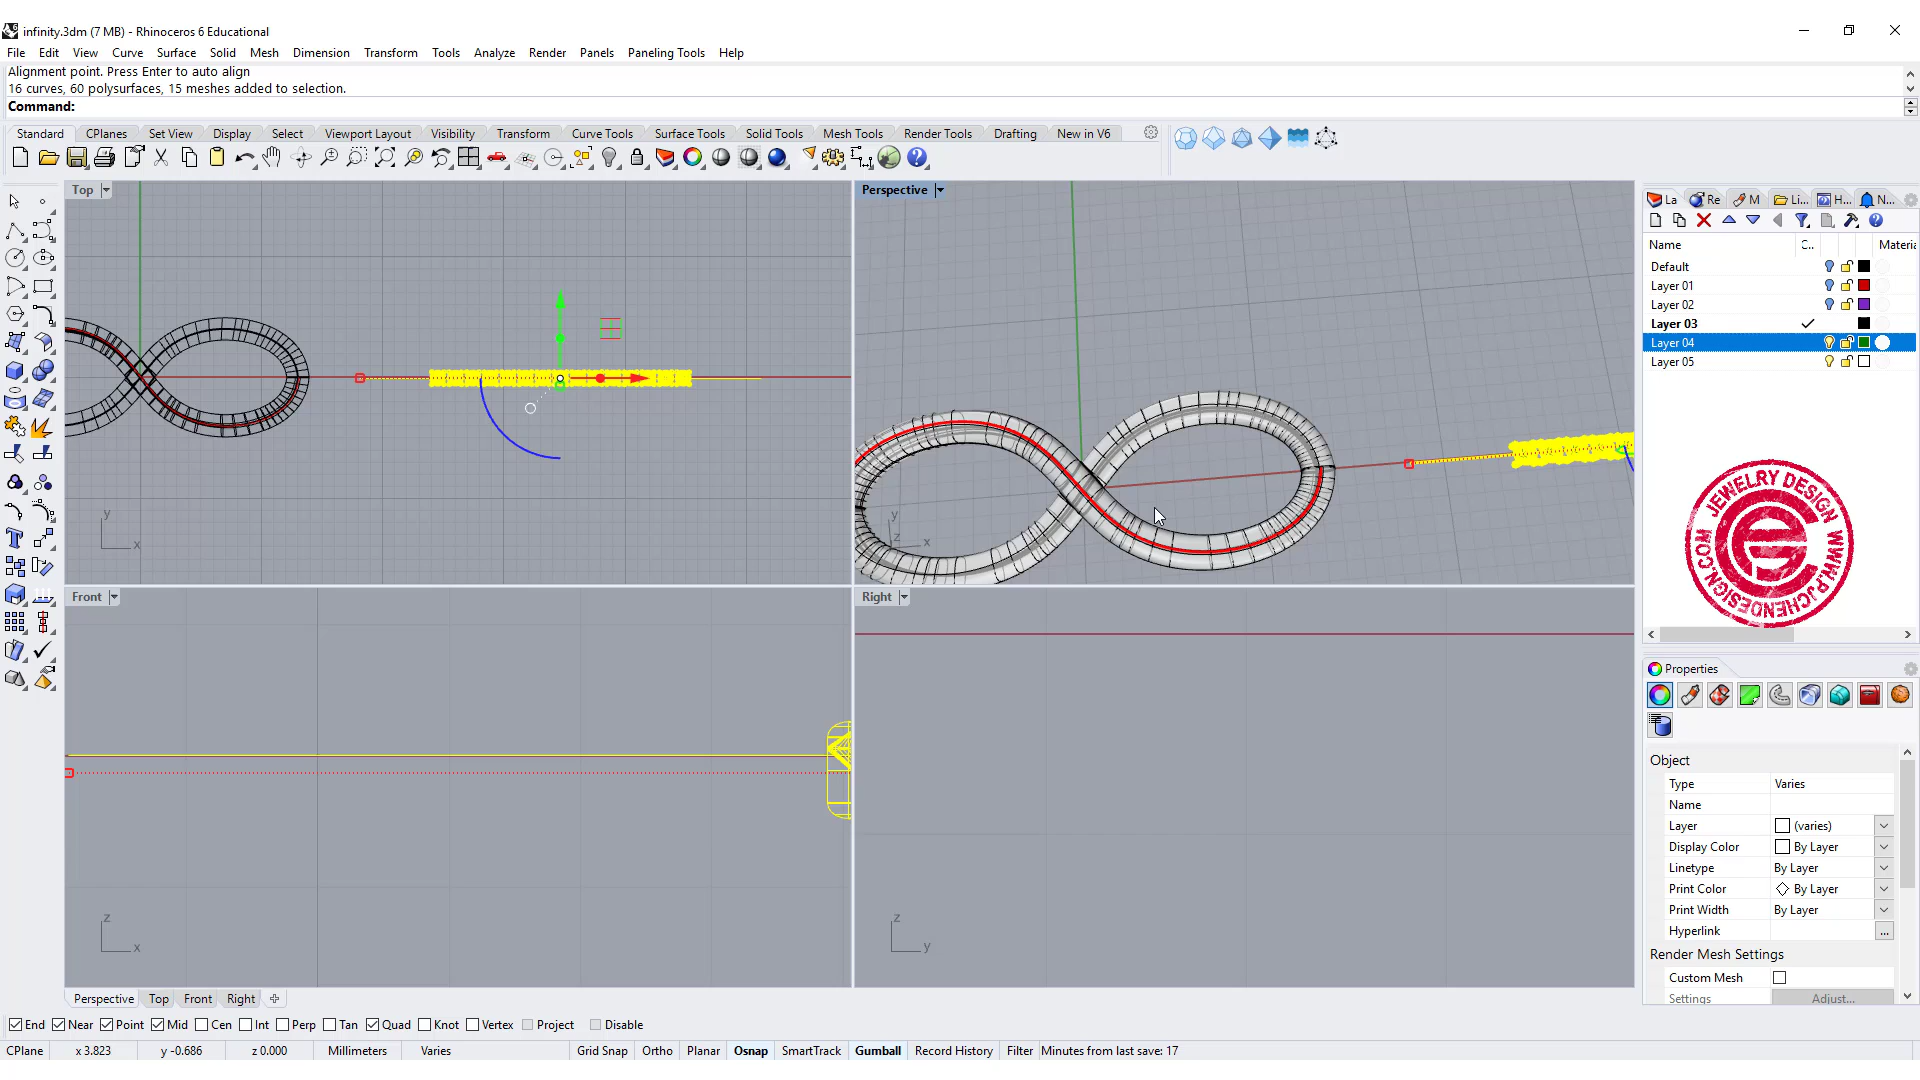 infinity.3dm (7 MB) - Rhinoceros 6 Educational
File Edit View Curve Surface Solid Mesh Dimension Transform Tools Analyze Render Panels Paneling Tools Help
Alignment point. Press Enter to auto align
16 curves, 60 polysurfaces, 15 meshes added to selection.
Command:
Standard CPlanes Set View Display Select Viewport Layout Visibility Transform Curve Tools Surface Tools Solid Tools Mesh Tools Render Tools Drafting New in V6
Top
y
x
Perspective
y
z
x
Front
z
x
Right
z
y
La Re M Li... H... N...
Name C.. Materia
Default
Layer 01
Layer 02
Layer 03
Layer 04
Layer 05
JEWELRY DESIGN
WWW.PJCHENDESIGN.COM
Properties
Object
Type Varies
Name
Layer (varies)
Display Color By Layer
Linetype By Layer
Print Color By Layer
Print Width By Layer
Hyperlink ...
Render Mesh Settings
Custom Mesh
Settings Adjust...
Perspective Top Front Right
End Near Point Mid Cen Int Perp Tan Quad Knot Vertex Project Disable
CPlane x 3.823 y -0.686 z 0.000 Millimeters Varies Grid Snap Ortho Planar Osnap SmartTrack Gumball Record History Filter Minutes from last save: 17